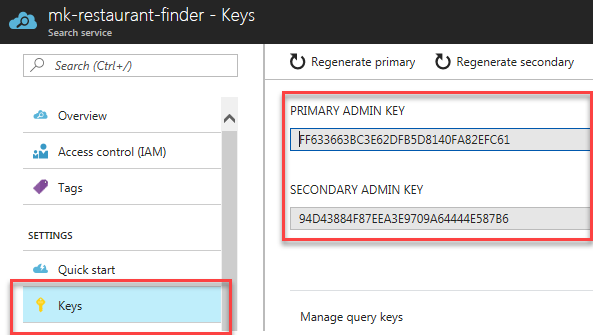 mk-restaurant-finder - Keys
Search service
Search (Ctrl+/)
Overview
Access control (IAM)
Tags
SETTINGS
Quick start
Keys
Regenerate primary
Regenerate secondary
PRIMARY ADMIN KEY
FF633663BC3E62DFB5D8140FA82EFC61
SECONDARY ADMIN KEY
94D43884F87EEA3E9709A64444E587B6
Manage query keys